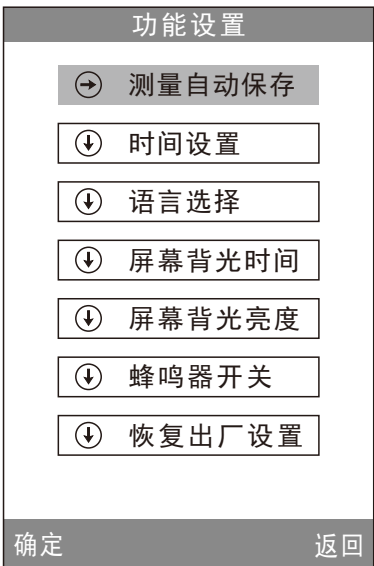 功能设置
测量自动保存
时间设置
语言选择
屏幕背光时间
屏幕背光亮度
蜂鸣器开关
恢复出厂设置
确定 返回